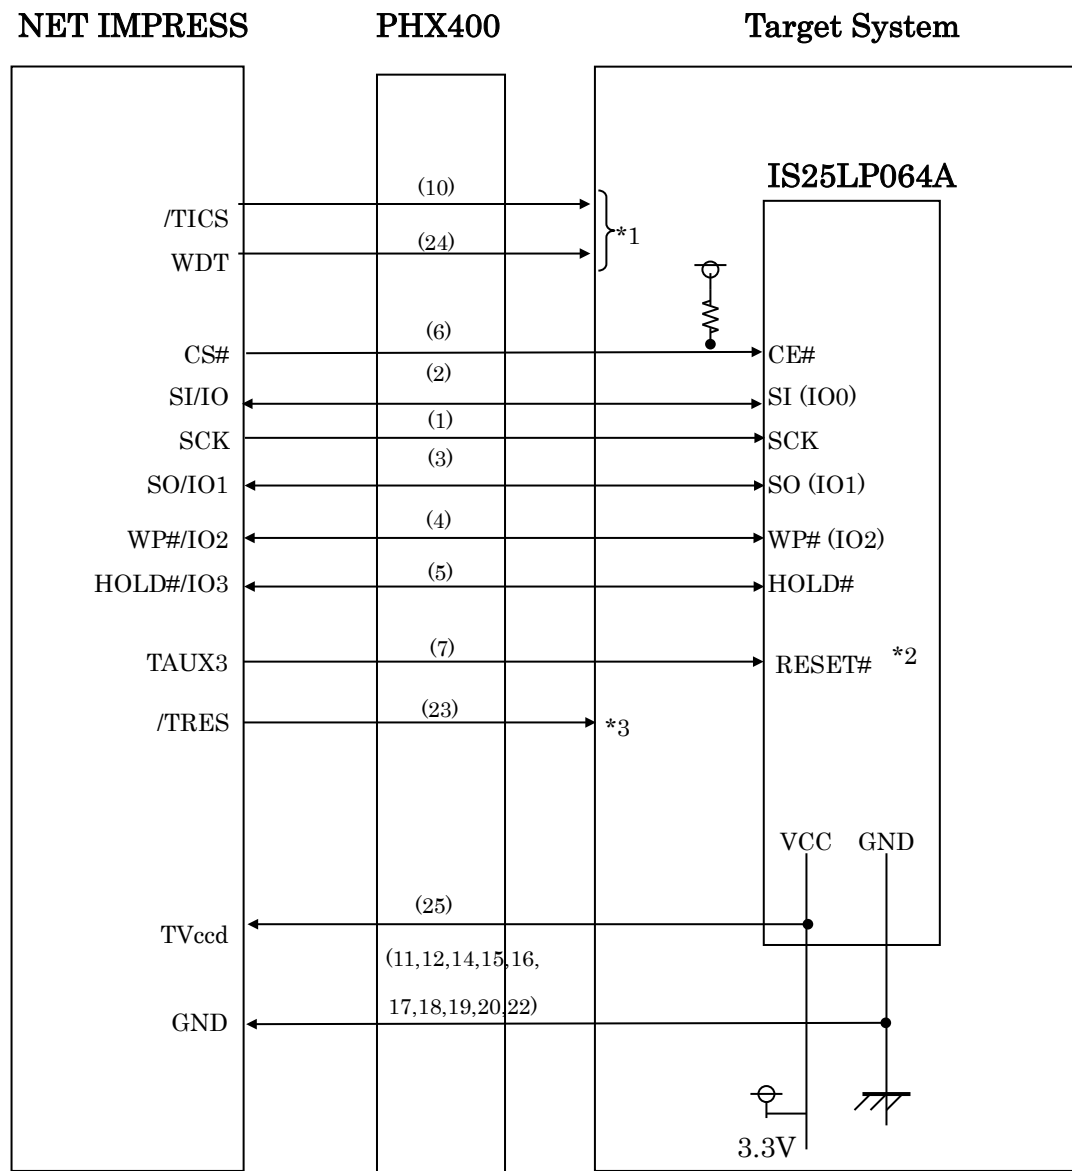 NET IMPRESS PHX400 Target System
IS25LP064A
(10)
/TICS
*1
(24)
WDT
(6)
CS# CE#
(2)
SI/IO SI (IO0)
(1)
SCK SCK
(3)
SO/IO1 SO (IO1)
(4)
WP#/IO2 WP# (IO2)
(5)
HOLD#/IO3 HOLD#
(7)
TAUX3 RESET# *2
(23)
/TRES *3
VCC GND
(25)
TVccd
(11,12,14,15,16,
17,18,19,20,22)
GND
3.3V